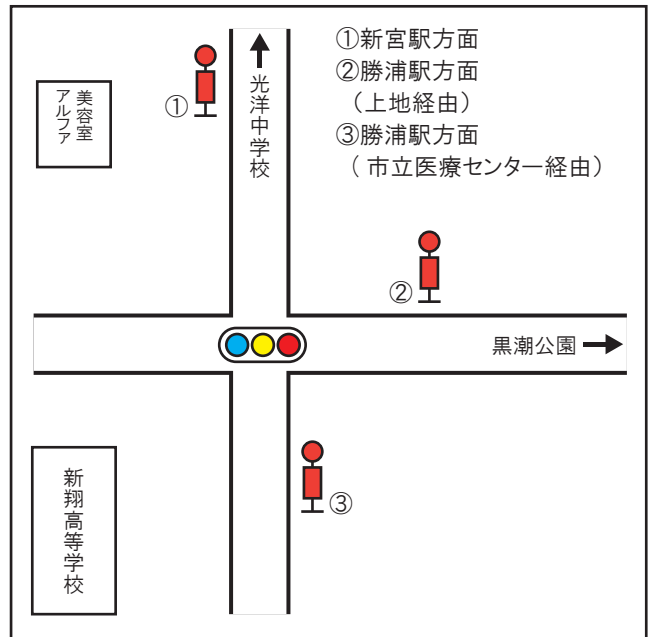 ①新宮駅方面
②勝浦駅方面
（上地経由）
③勝浦駅方面
（ 市立医療センター経由）
光洋中学校
①
美容室
アルファ
②
黒潮公園
③
新翔高等学校